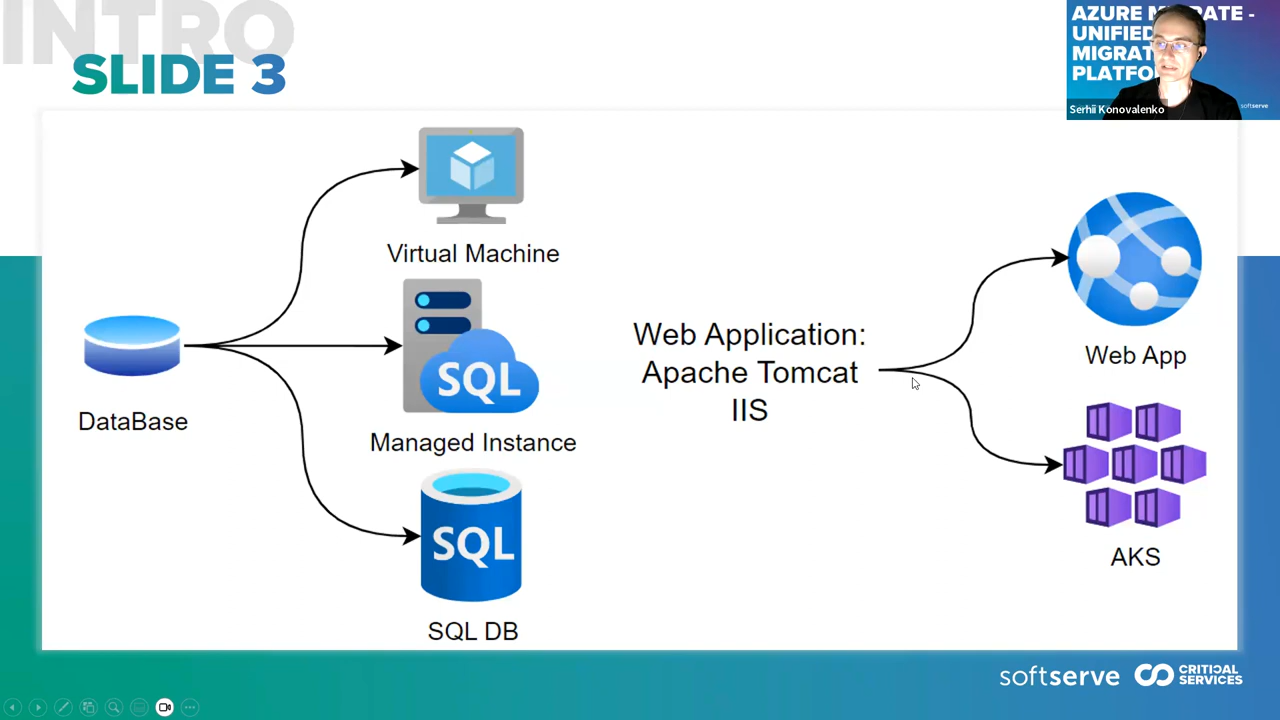 INTRO
SLIDE 3
AZURE MIGRATE -
UNIFIED
MIGRAT
PLATFO
softserve
Serhii Konovalenko
Virtual Machine
DataBase
SQL
Managed Instance
SQL
SQL DB
Web Application:
Apache Tomcat
IIS
Web App
AKS
softserve
CRITICAL
SERVICES